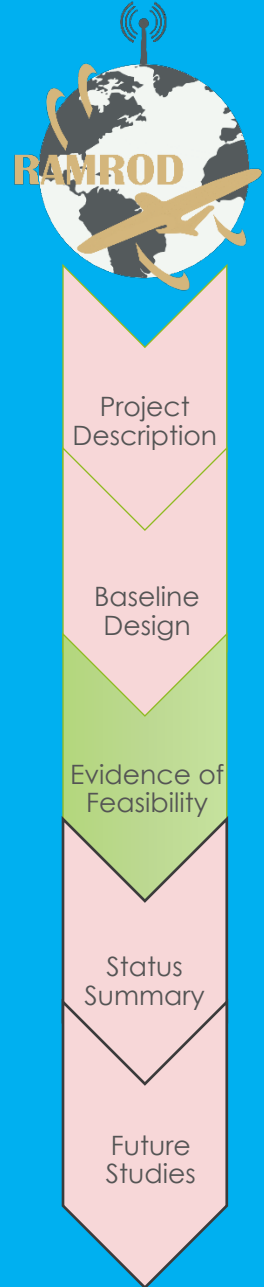 RAMROD
Project
Description
Baseline
Design
Evidence of
Feasibility
Status
Summary
Future
Studies